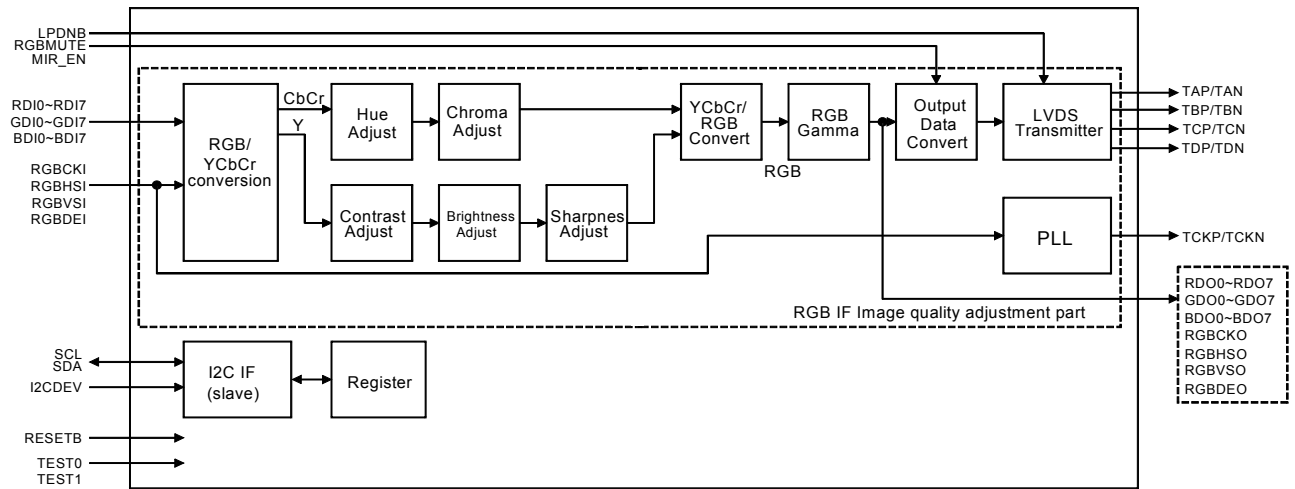 LPDNB
RGBMUTE
MIR_EN
RDI0~RDI7
GDI0~GDI7
BDI0~BDI7
RGBCKI
RGBHSI
RGBVSI
RGBDEI
RGB/
YCbCr
conversion
CbCr
Y
Hue
Adjust
Chroma
Adjust
Contrast
Adjust
Brightness
Adjust
Sharpnes
Adjust
YCbCr/
RGB
Convert
RGB
Gamma
RGB
Output
Data
Convert
LVDS
Transmitter
PLL
TAP/TAN
TBP/TBN
TCP/TCN
TDP/TDN
TCKP/TCKN
RGB IF Image quality adjustment part
RDO0~RDO7
GDO0~GDO7
BDO0~BDO7
RGBCKO
RGBHSO
RGBVSO
RGBDEO
SCL
SDA
I2CDEV
I2C IF
(slave)
Register
RESETB
TEST0
TEST1